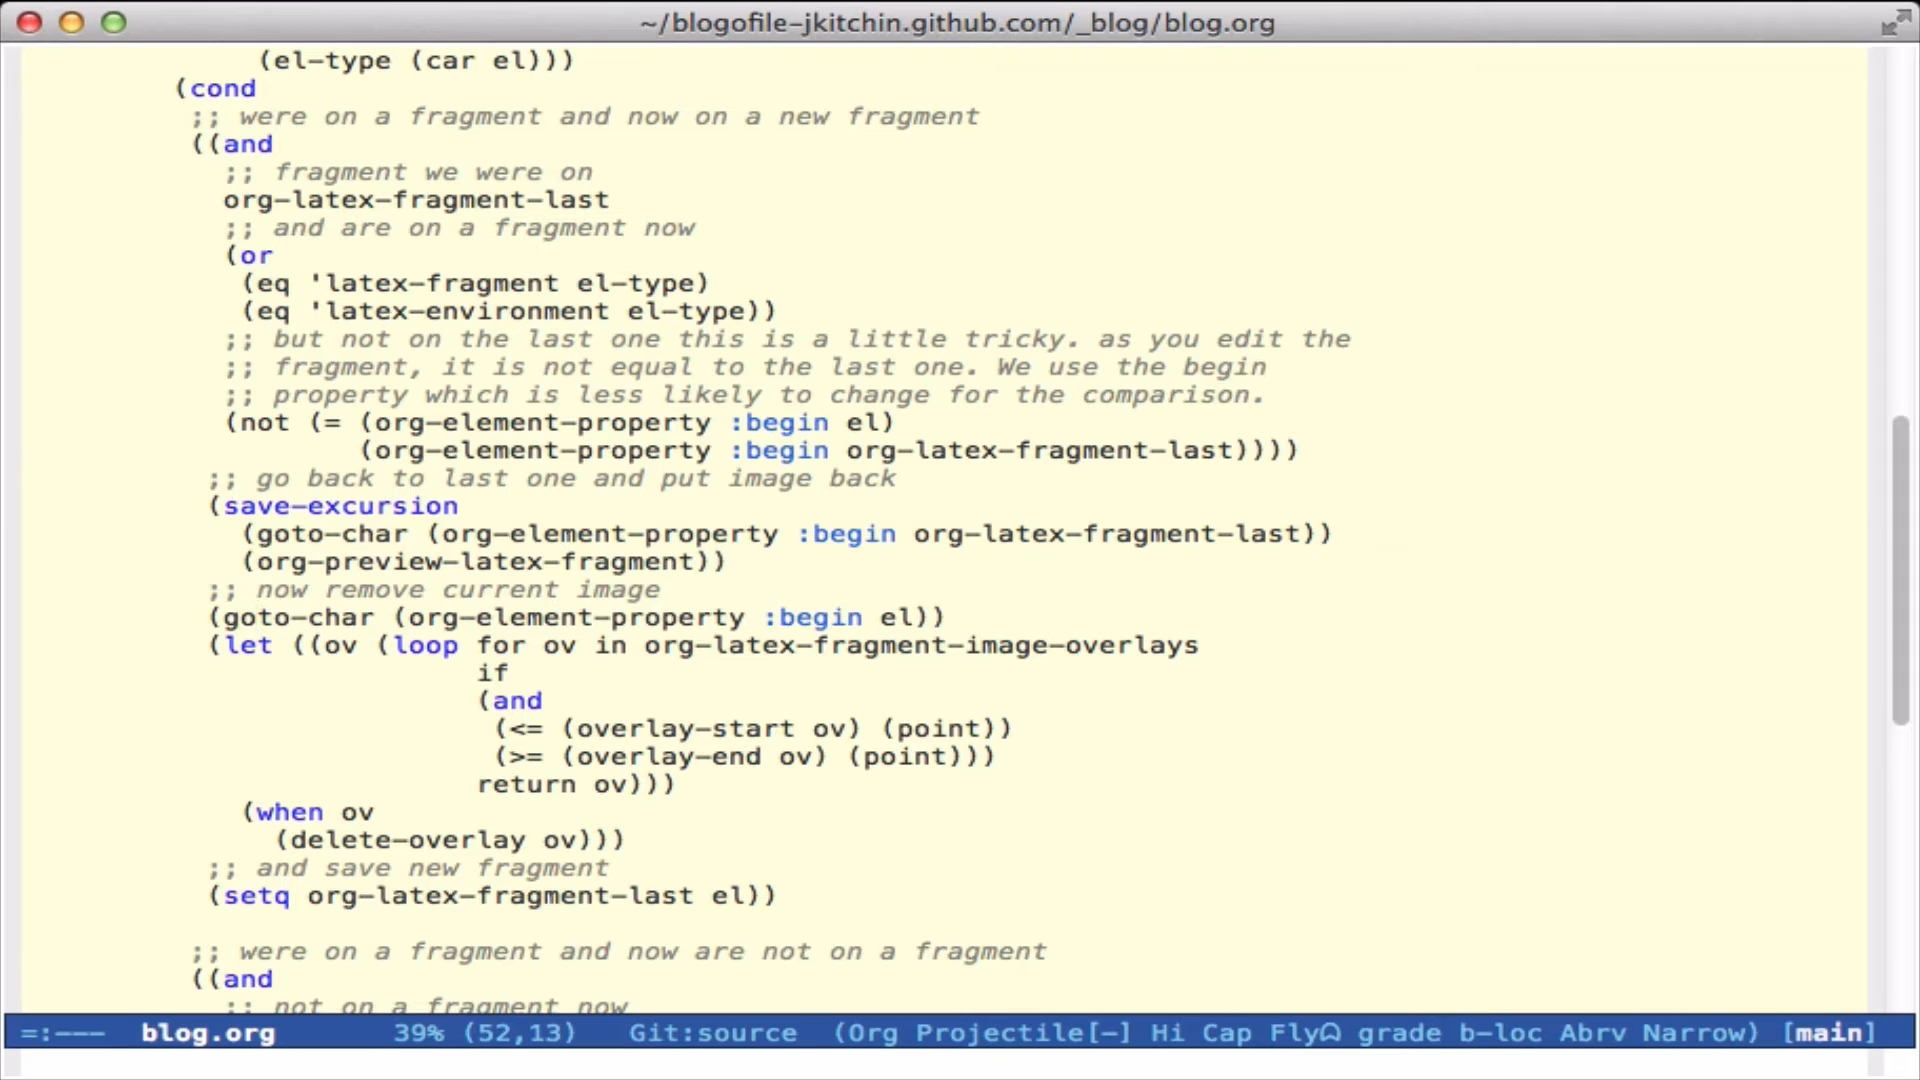 ~/blogofile-jkitchin.github.com/_blog/blog.org
(el-type (car el)))
(cond
;; were on a fragment and now on a new fragment
((and
;; fragment we were on
org-latex-fragment-last
;; and are on a fragment now
(or
(eq 'latex-fragment el-type)
(eq 'latex-environment el-type))
;; but not on the last one this is a little tricky. as you edit the
;; fragment, it is not equal to the last one. We use the begin
;; property which is less likely to change for the comparison.
(not (= (org-element-property :begin el)
(org-element-property :begin org-latex-fragment-last))))
;; go back to last one and put image back
(save-excursion
(goto-char (org-element-property :begin org-latex-fragment-last))
(org-preview-latex-fragment))
;; now remove current image
(goto-char (org-element-property :begin el))
(let ((ov (loop for ov in org-latex-fragment-image-overlays
if
(and
(<= (overlay-start ov) (point))
(>= (overlay-end ov) (point)))
return ov)))
(when ov
(delete-overlay ov)))
;; and save new fragment
(setq org-latex-fragment-last el))
;; were on a fragment and now are not on a fragment
((and
;; not on a fragment now
=:--- blog.org 39% (52,13) Git:source (Org Projectile[-] Hi Cap Fly grade b-loc Abrv Narrow) [main]